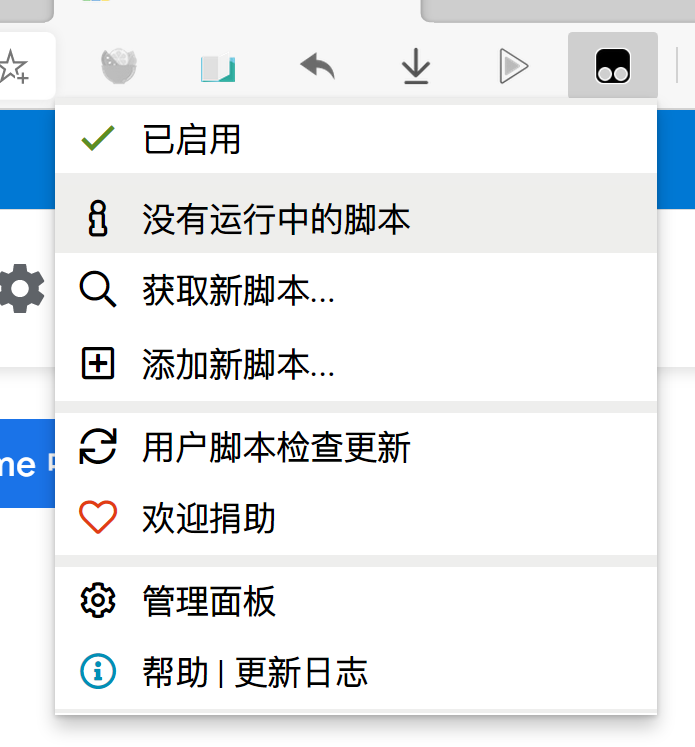 已启用
没有运行中的脚本
获取新脚本...
添加新脚本...
me
用户脚本检查更新
欢迎捐助
管理面板
帮助 | 更新日志